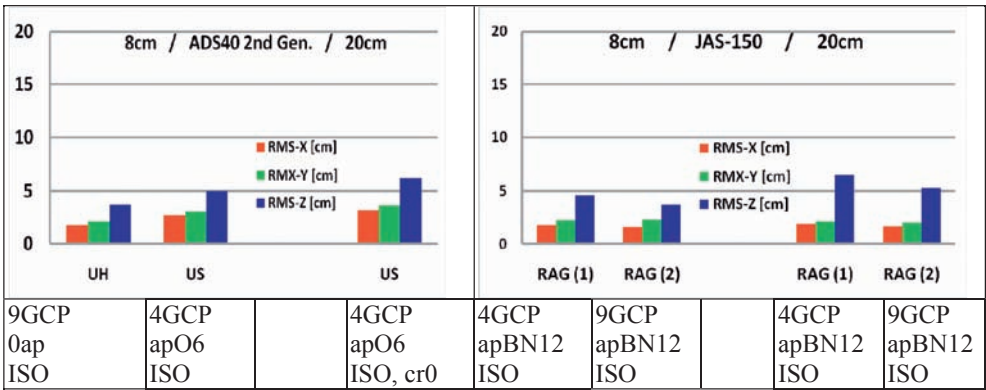 20
15
10
5
0
8cm / ADS40 2nd Gen. / 20cm
RMS-X [cm]
RMX-Y [cm]
RMS-Z [cm]
UH US US
20
15
10
5
0
8cm / JAS-150 / 20cm
RMS-X [cm]
RMX-Y [cm]
RMS-Z [cm]
RAG (1) RAG (2) RAG (1) RAG (2)
9GCP 4GCP 4GCP 4GCP 9GCP 4GCP 9GCP
0ap apO6 apO6 apBN12 apBN12 apBN12 apBN12
ISO ISO ISO, cr0 ISO ISO ISO ISO